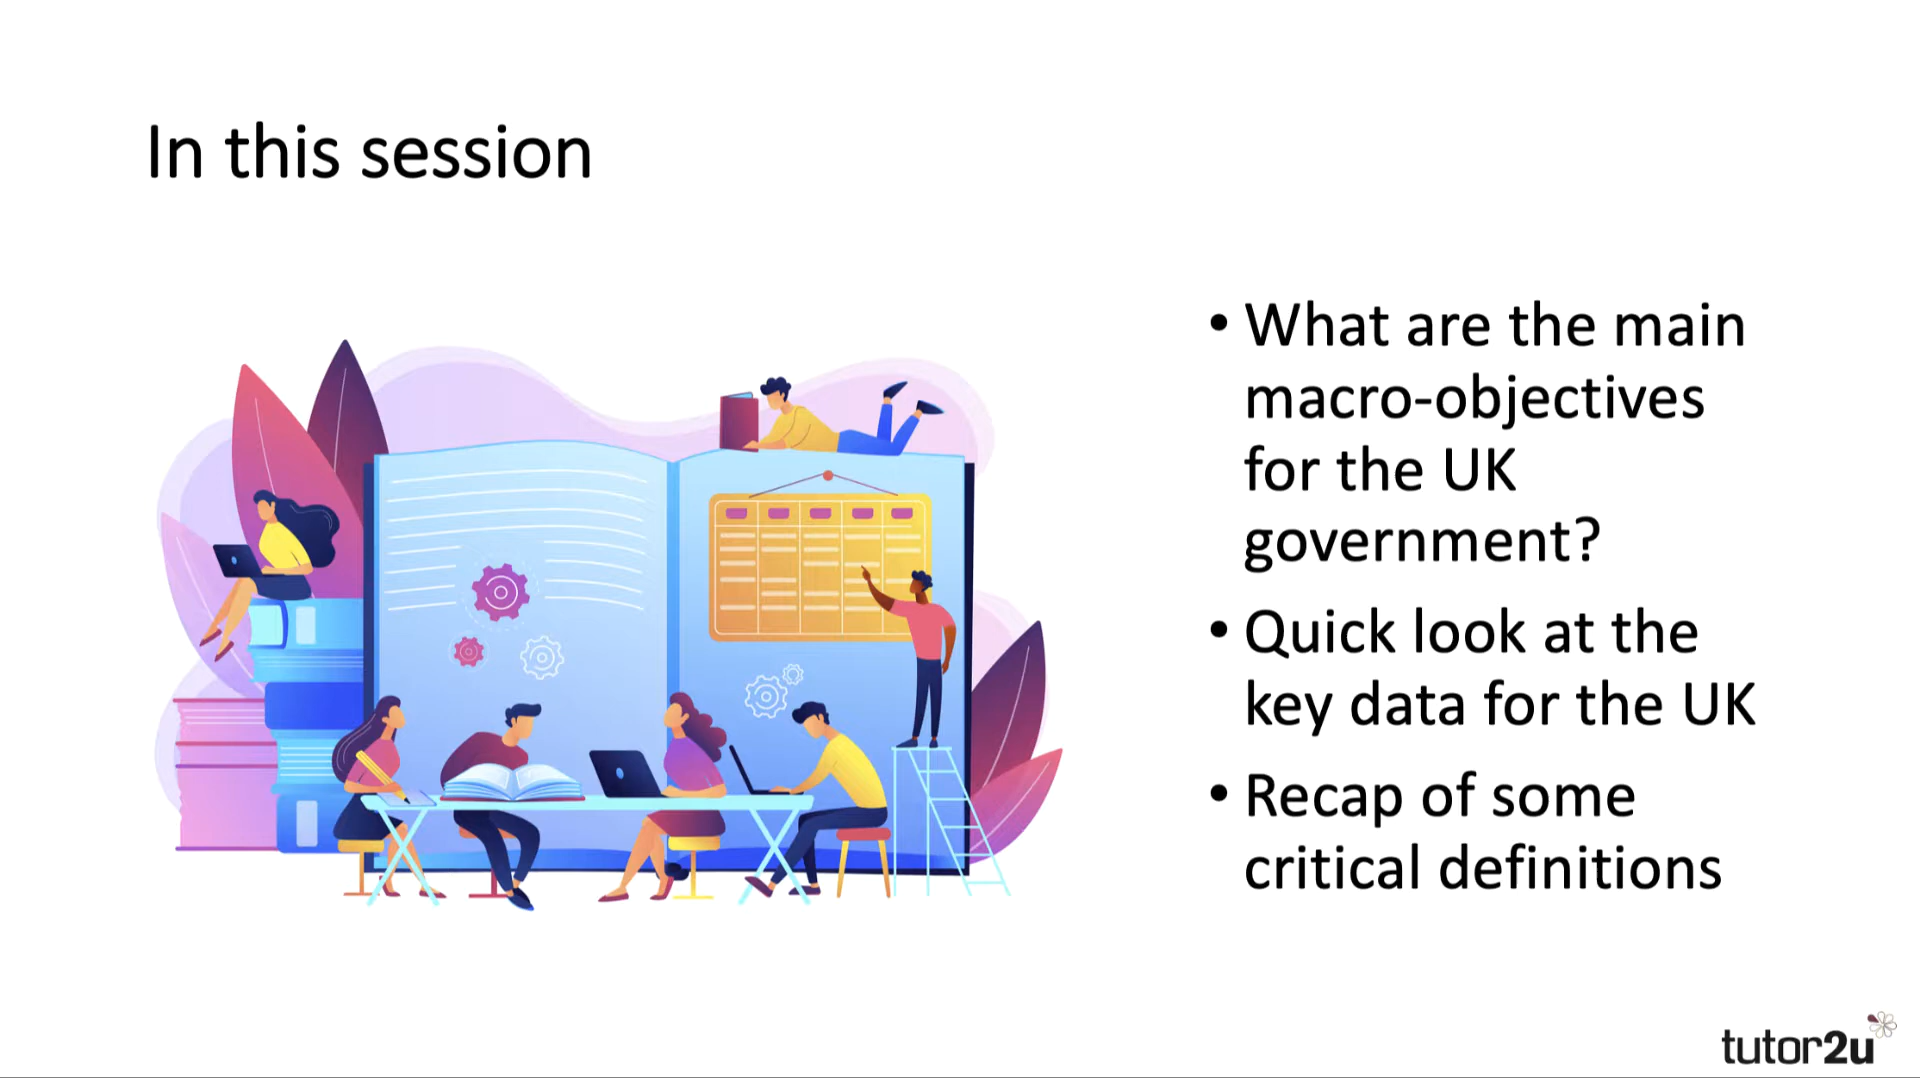 In this session
• What are the main
macro-objectives
for the UK
government?
• Quick look at the
key data for the UK
• Recap of some
critical definitions
tutor2u